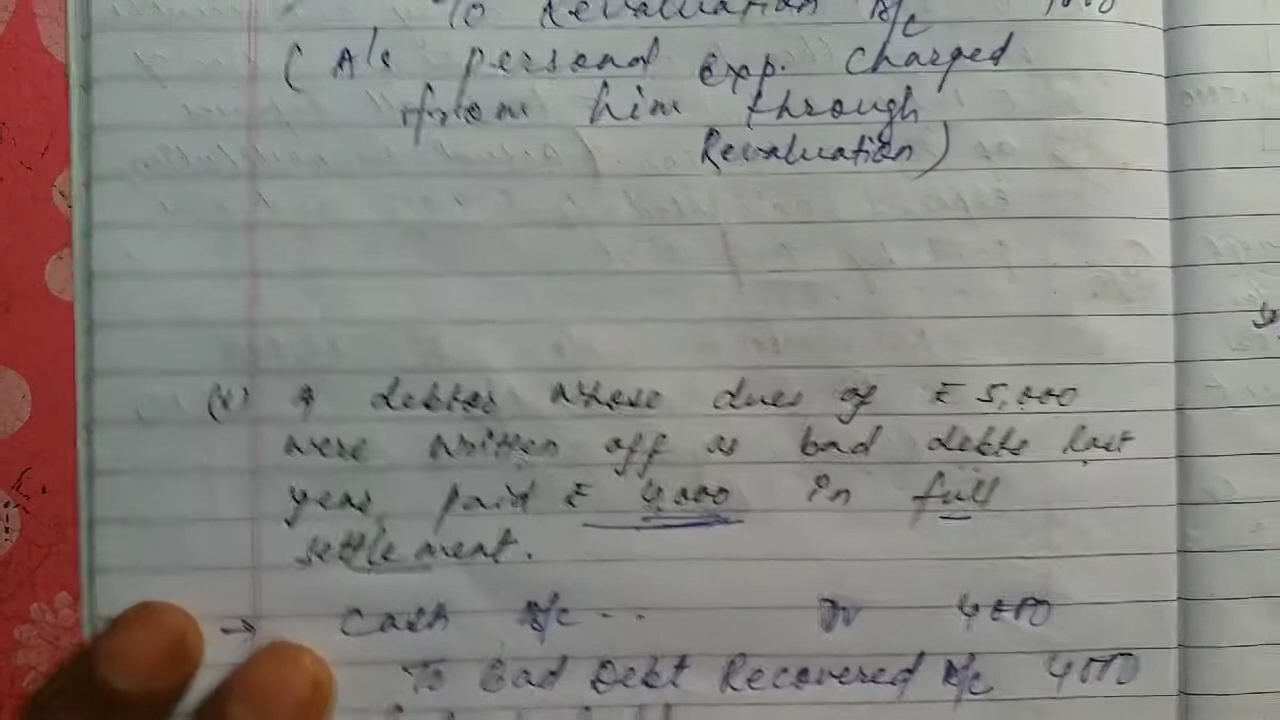 To Revaluation A/c 1000
( A's personal exp. charged
from him through
Revaluation)
(v) A debtor whose dues of ₹ 5,000
were written off as bad debts last
year, paid ₹ 4,000 in full
settlement.
→ Cash A/c ... Dr 4000
To Bad Debt Recovered A/c 4000